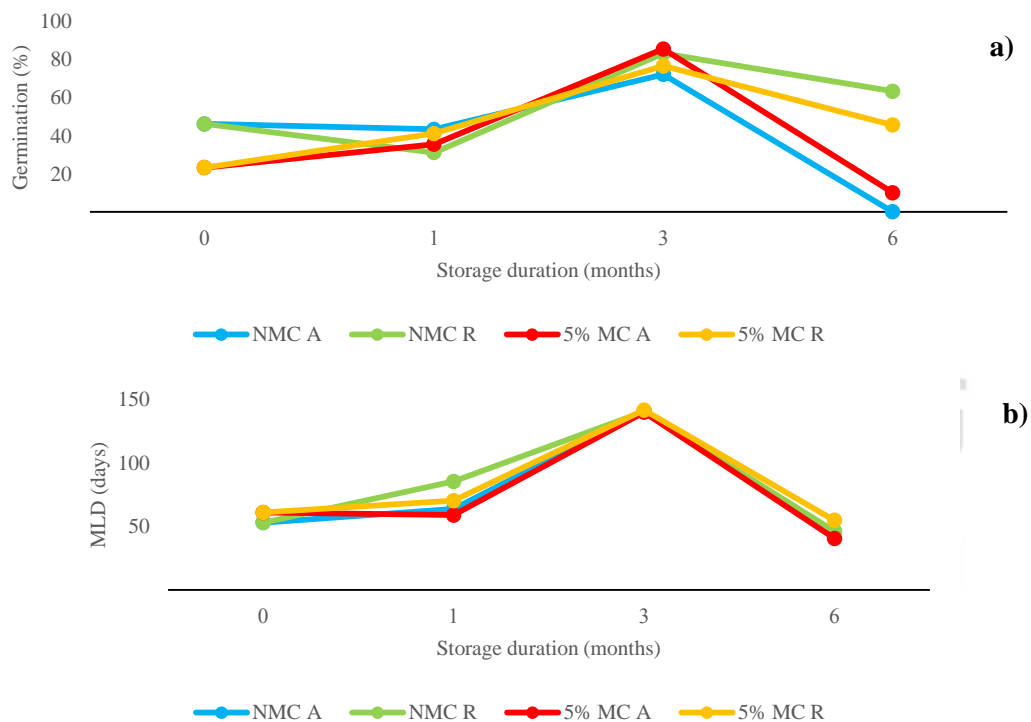 100
a)
80
60
40
20
Germination (%)
0 1 3 6
Storage duration (months)
NMC A NMC R 5% MC A 5% MC R
150
b)
100
50
MLD (days)
0 1 3 6
Storage duration (months)
NMC A NMC R 5% MC A 5% MC R